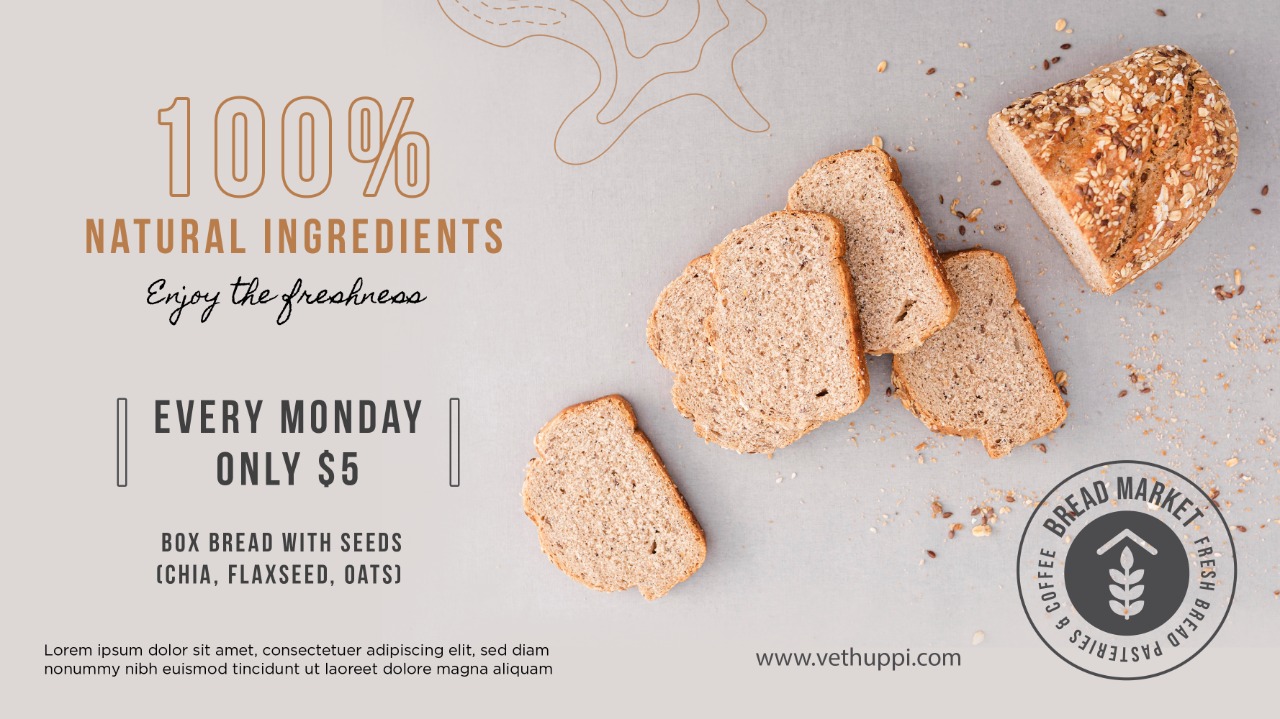 100%
NATURAL INGREDIENTS
Enjoy the freshness
EVERY MONDAY
ONLY $5
BOX BREAD WITH SEEDS
(CHIA, FLAXSEED, OATS)
Lorem ipsum dolor sit amet, consectetuer adipiscing elit, sed diam
nonummy nibh euismod tincidunt ut laoreet dolore magna aliquam
www.vethuppi.com
BREAD MARKET
FRESH BREAD PASTERIES & COFFEE